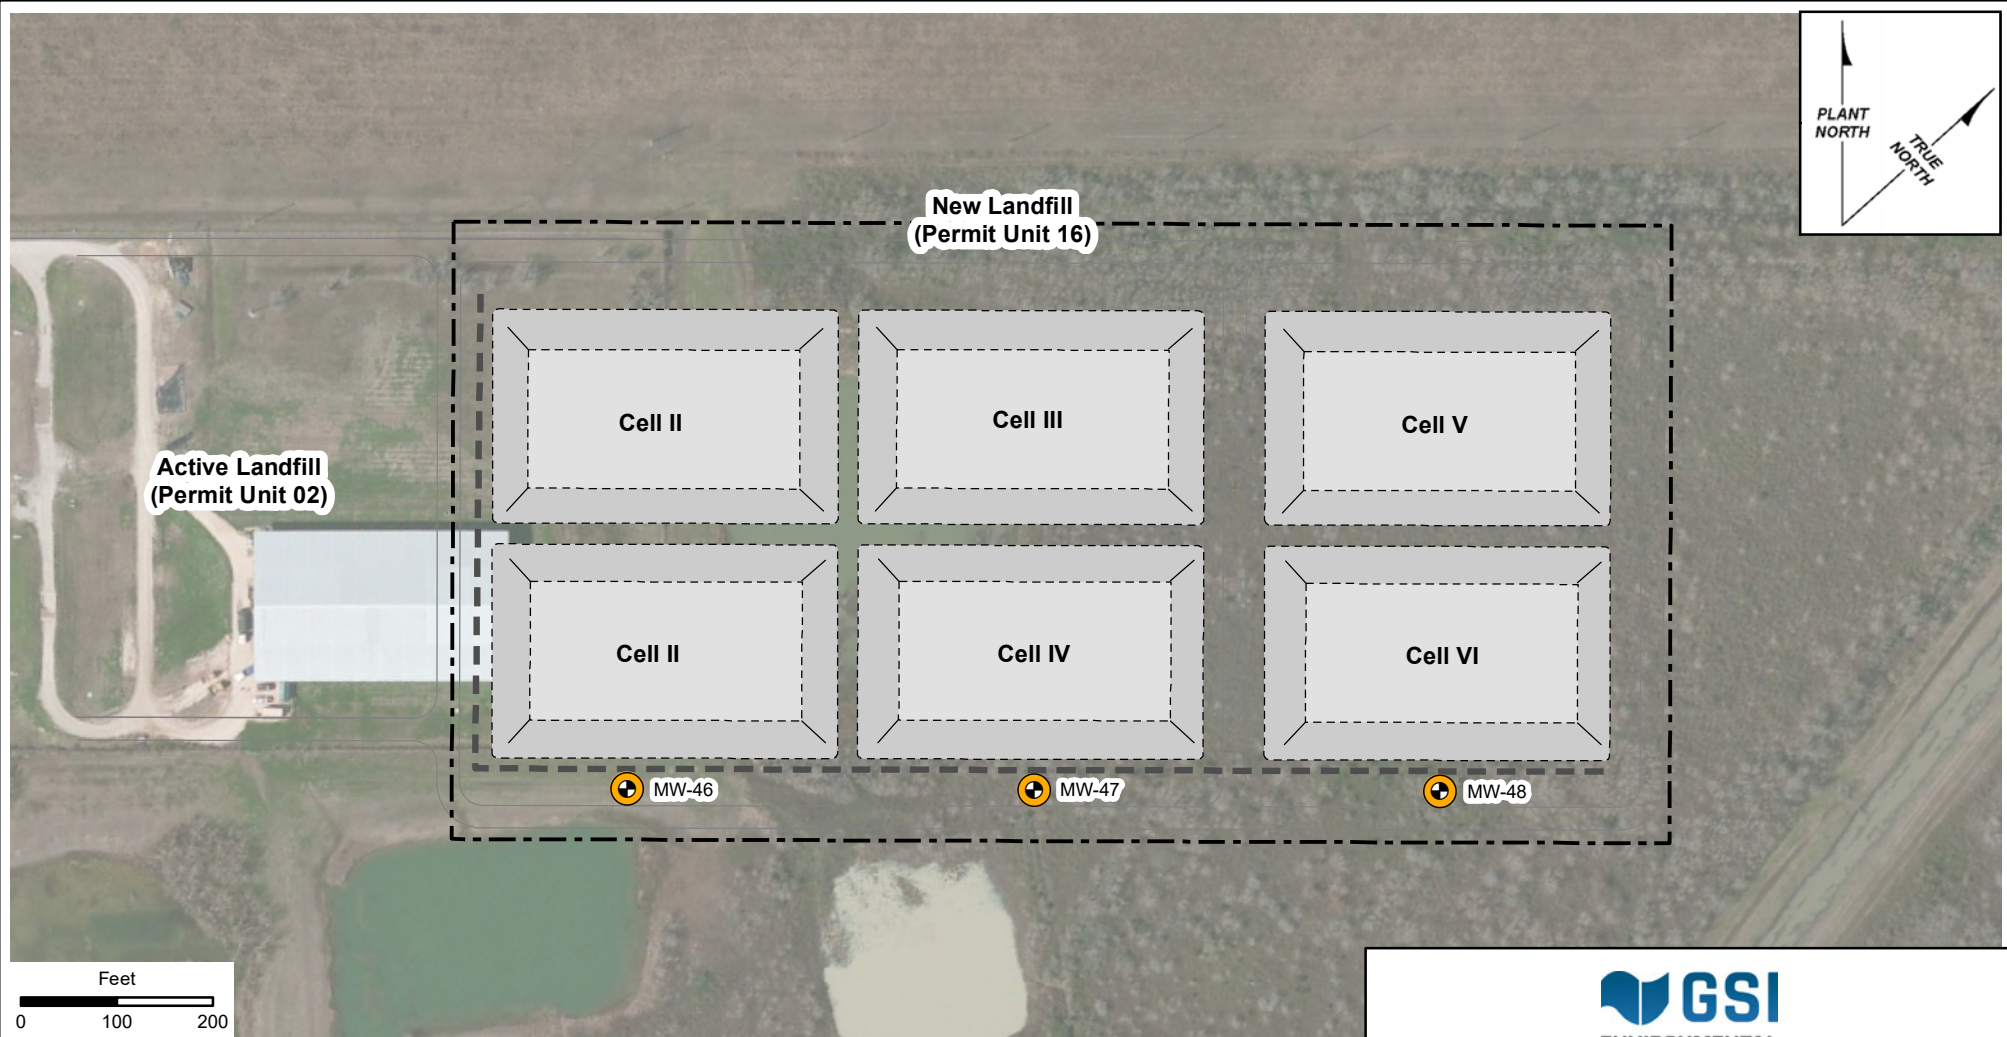 PLANT
NORTH
TRUE
NORTH
New Landfill
(Permit Unit 16)
Cell II
Cell III
Cell V
Active Landfill
(Permit Unit 02)
Cell II
Cell IV
Cell VI
MW-46
MW-47
MW-48
Feet
0 100 200
GSI